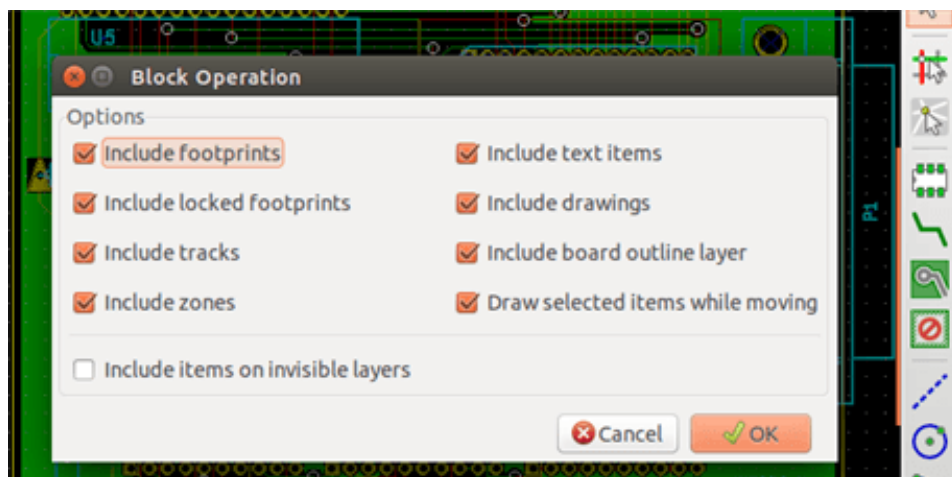 U5
Block Operation
Options
Include footprints
Include text items
Include locked footprints
Include drawings
Include tracks
Include board outline layer
Include zones
Draw selected items while moving
Include items on invisible layers
Cancel
OK
P1